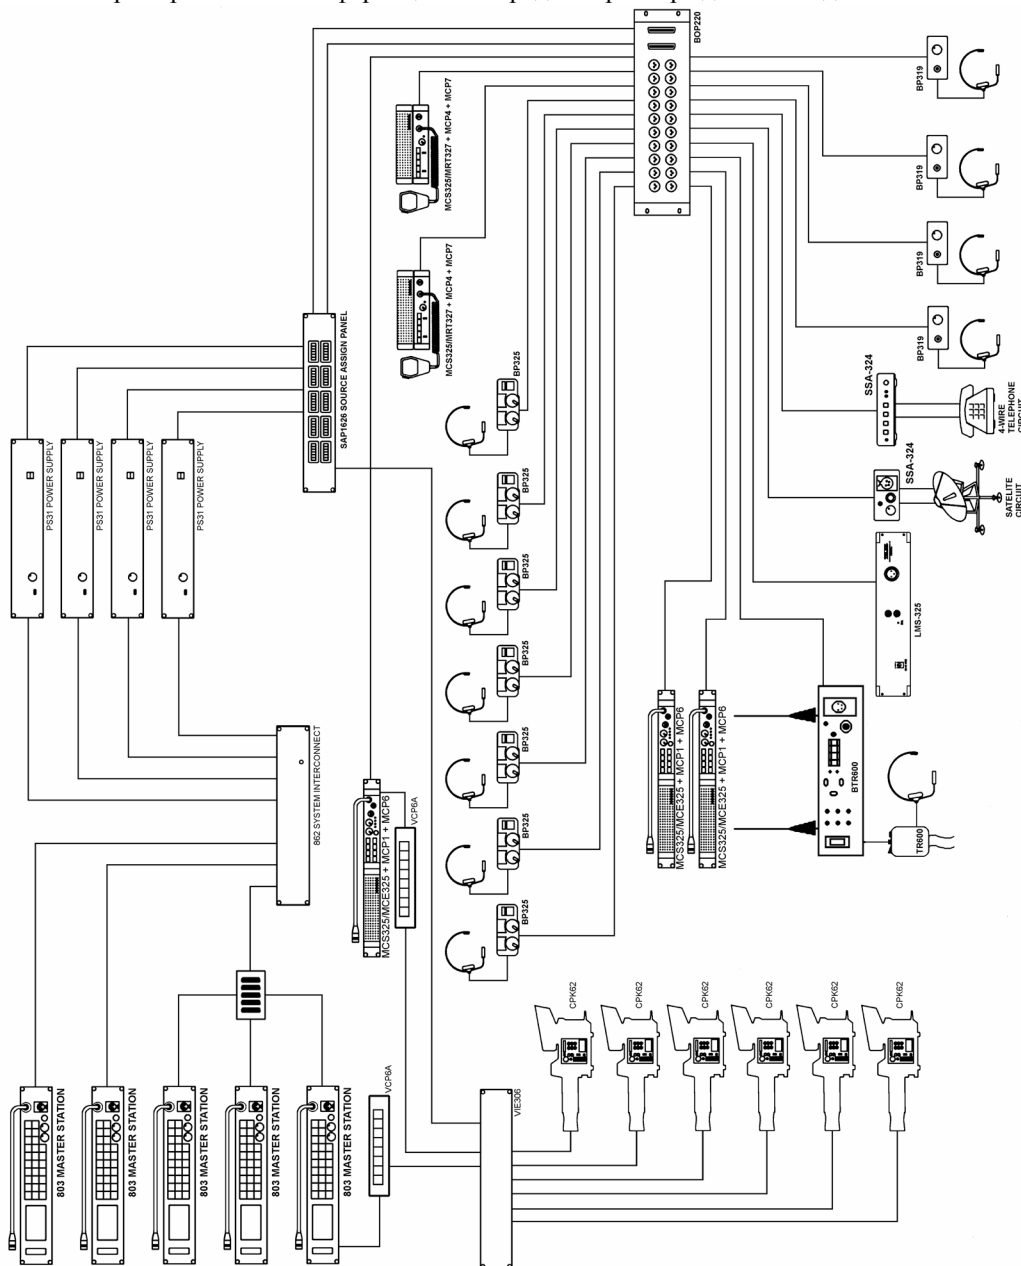 BOP220
BP319
BP319
BP319
BP319
MCS325/MRT327 + MCP4 + MCP7
MCS325/MRT327 + MCP4 + MCP7
SAP1626 SOURCE ASSIGN PANEL
BP325
BP325
BP325
BP325
BP325
BP325
BP325
SSA-324
4-WIRE
TELEPHONE
CIRCUIT
SSA-324
SATELITE
CIRCUIT
LMS-325
PS31 POWER SUPPLY
PS31 POWER SUPPLY
PS31 POWER SUPPLY
PS31 POWER SUPPLY
862 SYSTEM INTERCONNECT
MCS325/MCE325 + MCP1 + MCP6
VCP6A
MCS325/MCE325 + MCP1 + MCP6
MCS325/MCE325 + MCP1 + MCP6
BTR600
TR600
CPK62
CPK62
CPK62
CPK62
CPK62
CPK62
803 MASTER STATION
803 MASTER STATION
803 MASTER STATION
803 MASTER STATION
803 MASTER STATION
VCP6A
VIE306